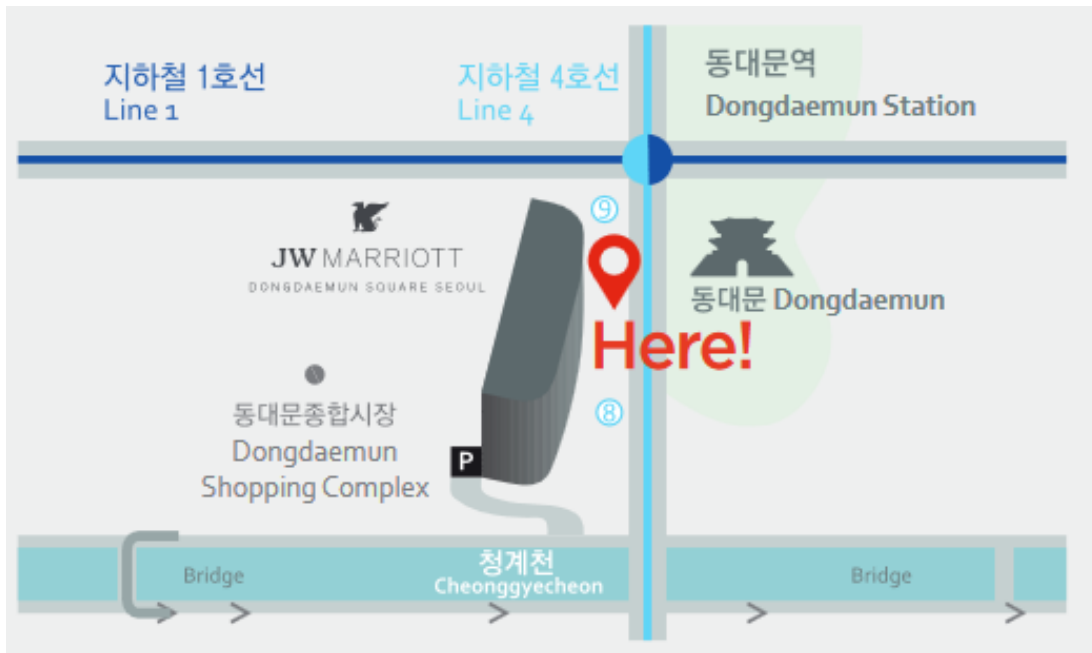 지하철 1호선
Line 1
지하철 4호선
Line 4
동대문역
Dongdaemun Station
⑨
JW MARRIOTT
DONGDAEMUN SQUARE SEOUL
동대문 Dongdaemun
Here!
⑧
동대문종합시장
Dongdaemun
Shopping Complex
P
청계천
Cheonggyecheon
Bridge
Bridge